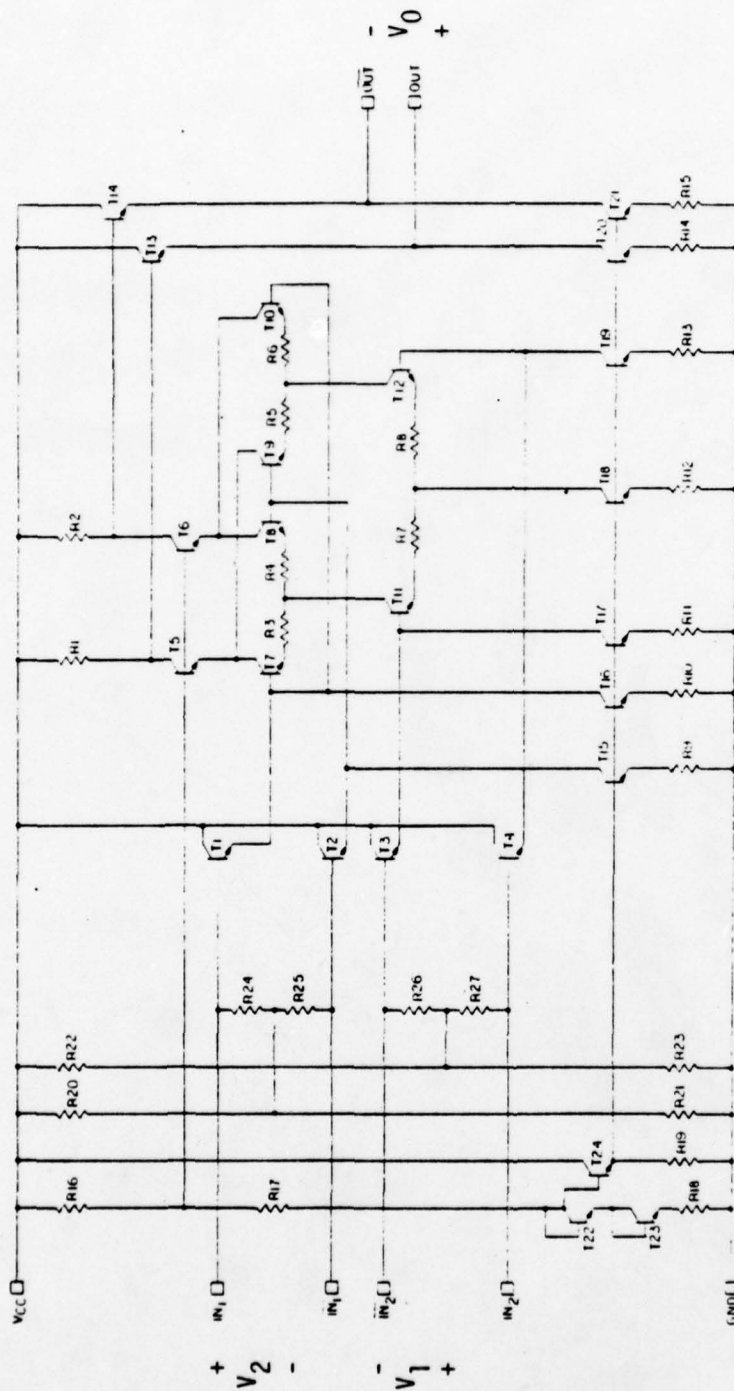 VCC
R16 R20 R22 R1 R2
T14
T13
T5 T6
+ IN₁ T1
V2
R24 T7 R3 R4 T8 T9 R5 R6 T10
R17
R25
- I̅N̅₁ T2
- I̅N̅₂ T3 O̅U̅T̅ -
V1 R26 T11 R7 R8 T12 V0
OUT +
R27
+ IN₂ T4
T22 T24 T15 T16 T17 T18 T19 T20 T21
T23
R18 R19 R21 R23 R9 R10 R11 R12 R13 R14 R15
GND